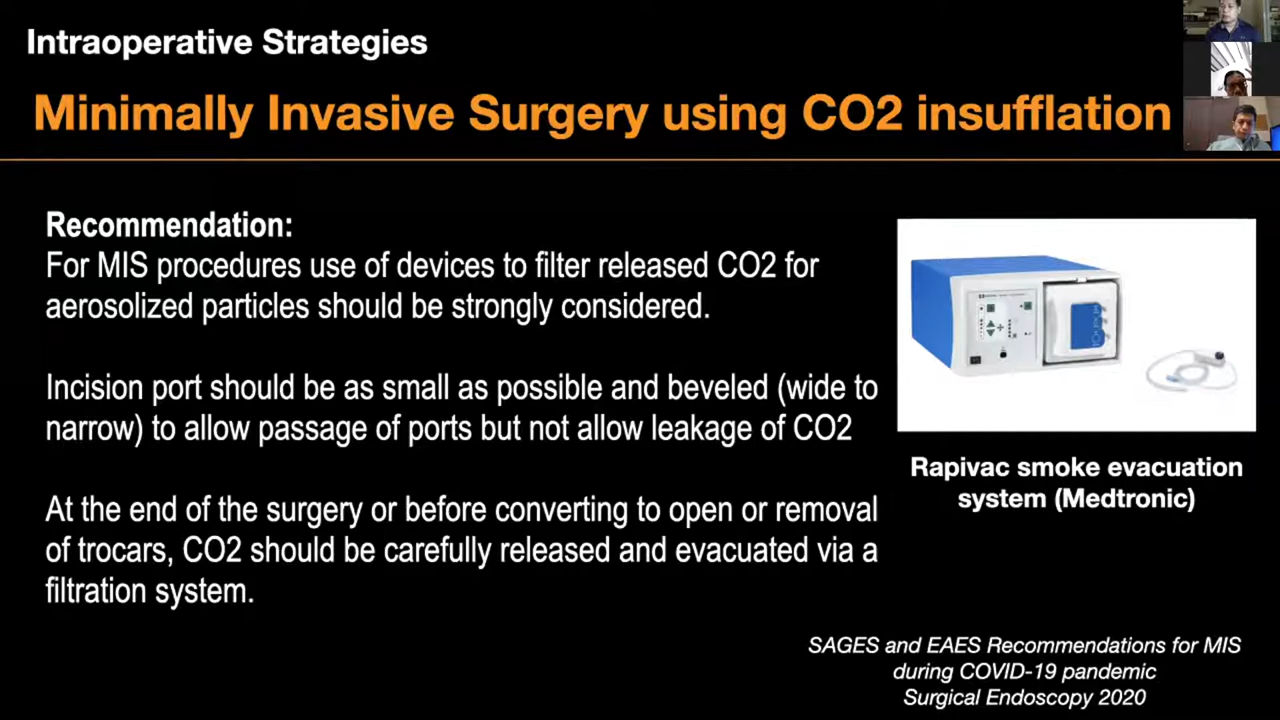 Intraoperative Strategies
Minimally Invasive Surgery using CO2 insufflation
Recommendation:
For MIS procedures use of devices to filter released CO2 for
aerosolized particles should be strongly considered.
Incision port should be as small as possible and beveled (wide to
narrow) to allow passage of ports but not allow leakage of CO2
At the end of the surgery or before converting to open or removal
of trocars, CO2 should be carefully released and evacuated via a
filtration system.
Rapivac smoke evacuation
system (Medtronic)
SAGES and EAES Recommendations for MIS
during COVID-19 pandemic
Surgical Endoscopy 2020